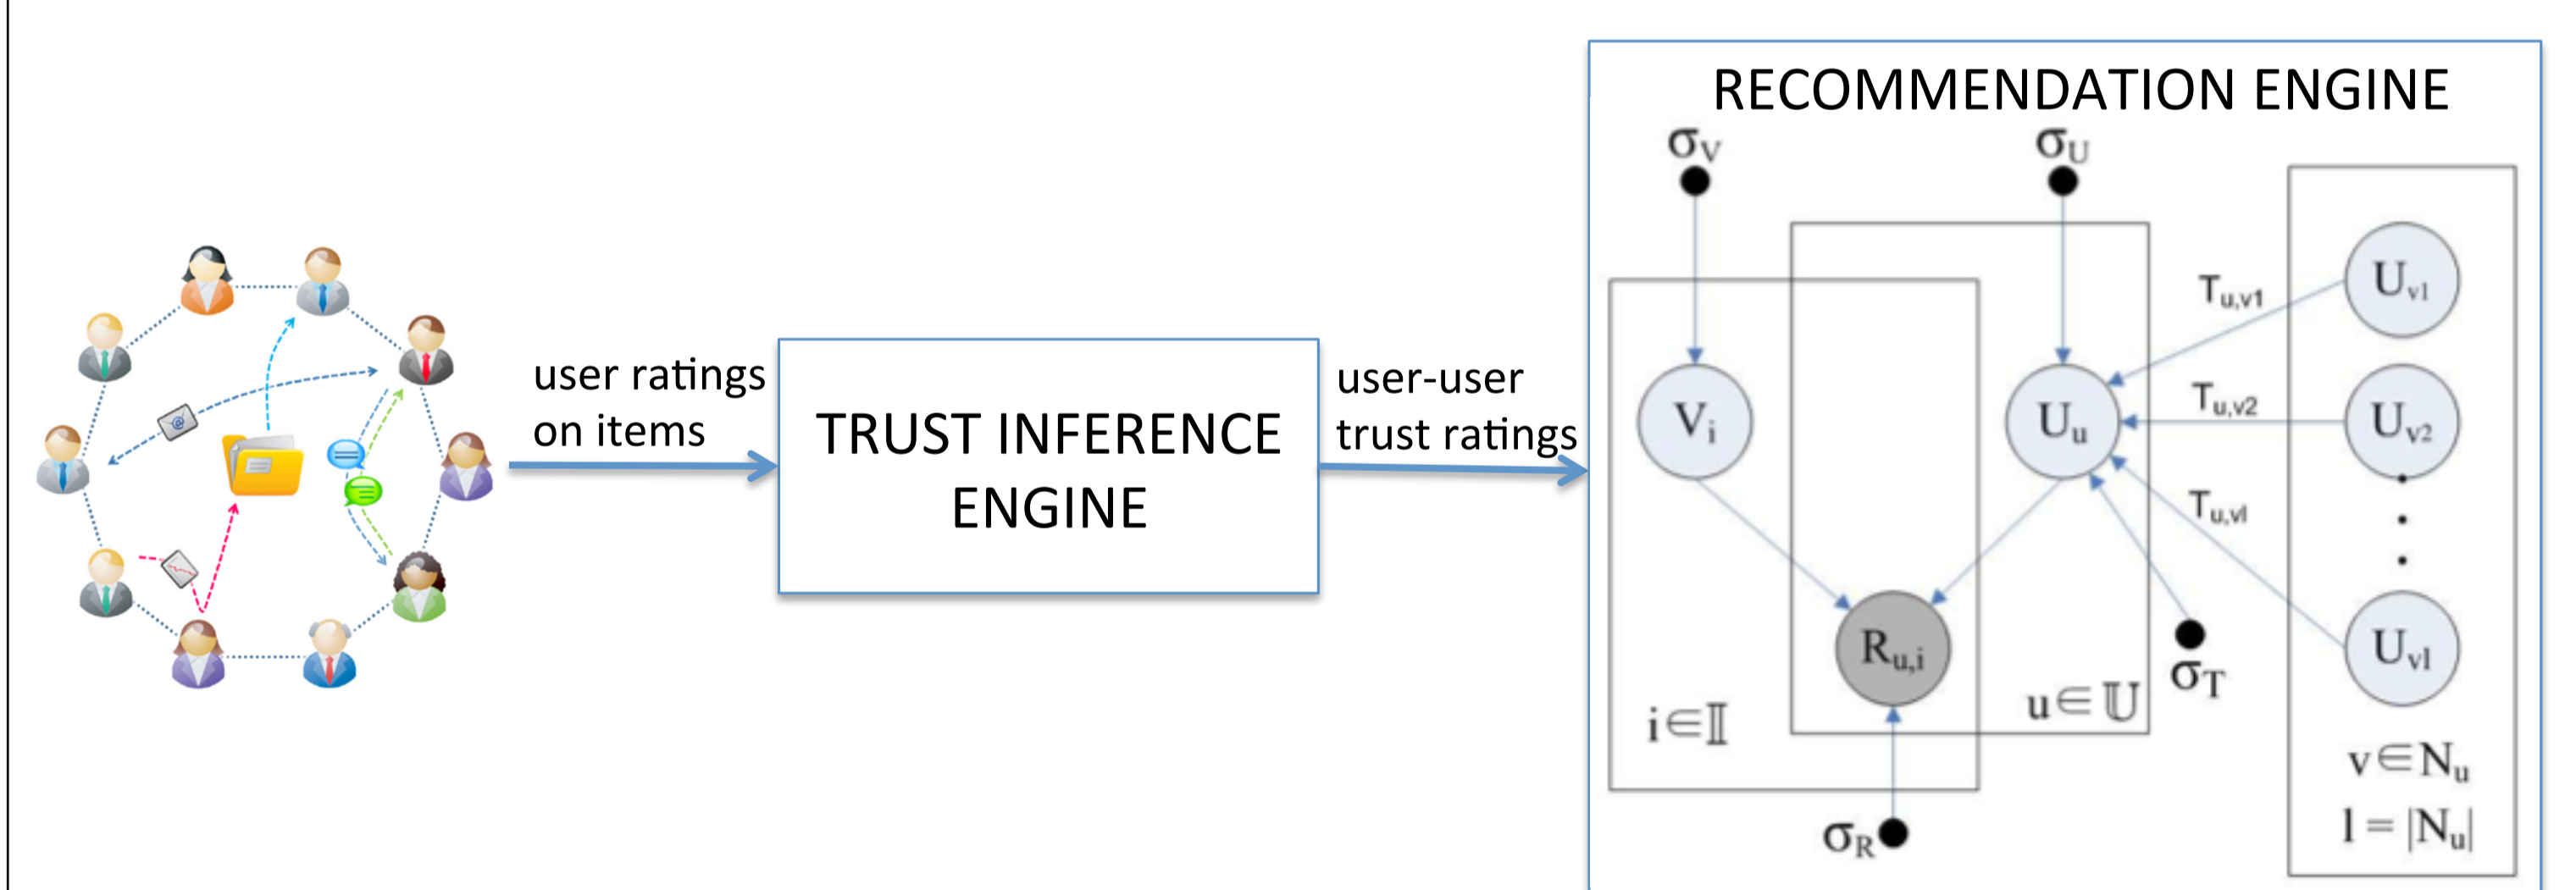 user ratings
on items
TRUST INFERENCE
ENGINE
user-user
trust ratings
RECOMMENDATION ENGINE
σV
σU
Vi
Uu
Ru,i
Tu,v1
Tu,v2
Tu,vl
Uv1
Uv2
Uvl
σT
σR
i∈𝕀
u∈𝕌
v∈Nu
l = |Nu|